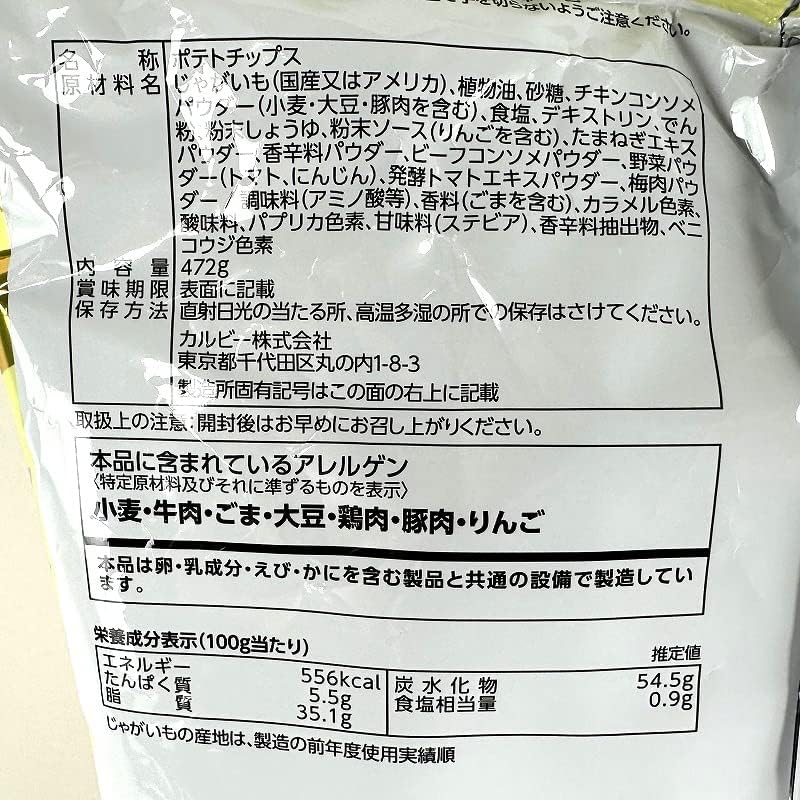 を切らないようご注意ください。
名称 ポテトチップス
原材料名 じゃがいも(国産又はアメリカ)、植物油、砂糖、チキンコンソメ
パウダー(小麦・大豆・豚肉を含む)、食塩、デキストリン、でん
粉、粉末しょうゆ、粉末ソース(りんごを含む)、たまねぎエキス
パウダー、香辛料パウダー、ビーフコンソメパウダー、野菜パウ
ダー(トマト、にんじん)、発酵トマトエキスパウダー、梅肉パウ
ダー / 調味料(アミノ酸等)、香料(ごまを含む)、カラメル色素、
酸味料、パプリカ色素、甘味料(ステビア)、香辛料抽出物、ベニ
コウジ色素
内容量 472g
賞味期限 表面に記載
保存方法 直射日光の当たる所、高温多湿の所での保存はさけてください。
カルビー株式会社
東京都千代田区丸の内1-8-3
製造所固有記号はこの面の右上に記載
取扱上の注意:開封後はお早めにお召し上がりください。
本品に含まれているアレルゲン
〈特定原材料及びそれに準ずるものを表示〉
小麦・牛肉・ごま・大豆・鶏肉・豚肉・りんご
本品は卵・乳成分・えび・かにを含む製品と共通の設備で製造してい
ます。
栄養成分表示(100g当たり) 推定値
エネルギー 556kcal 炭水化物 54.5g
たんぱく質 5.5g 食塩相当量 0.9g
脂質 35.1g
じゃがいもの産地は、製造の前年度使用実績順